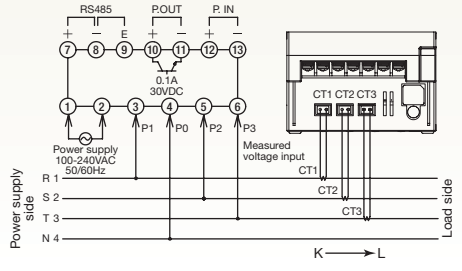 RS485 P.OUT P. IN
+ − E + − + −
7 8 9 10 11 12 13
0.1A
30VDC
1 2 3 4 5 6
P1 P0 P2 P3
Power supply
100-240VAC
50/60Hz
Measured
voltage input
CT1 CT2 CT3
CT1
CT2
CT3
Power supply
side
R 1
S 2
T 3
N 4
Load side
K L